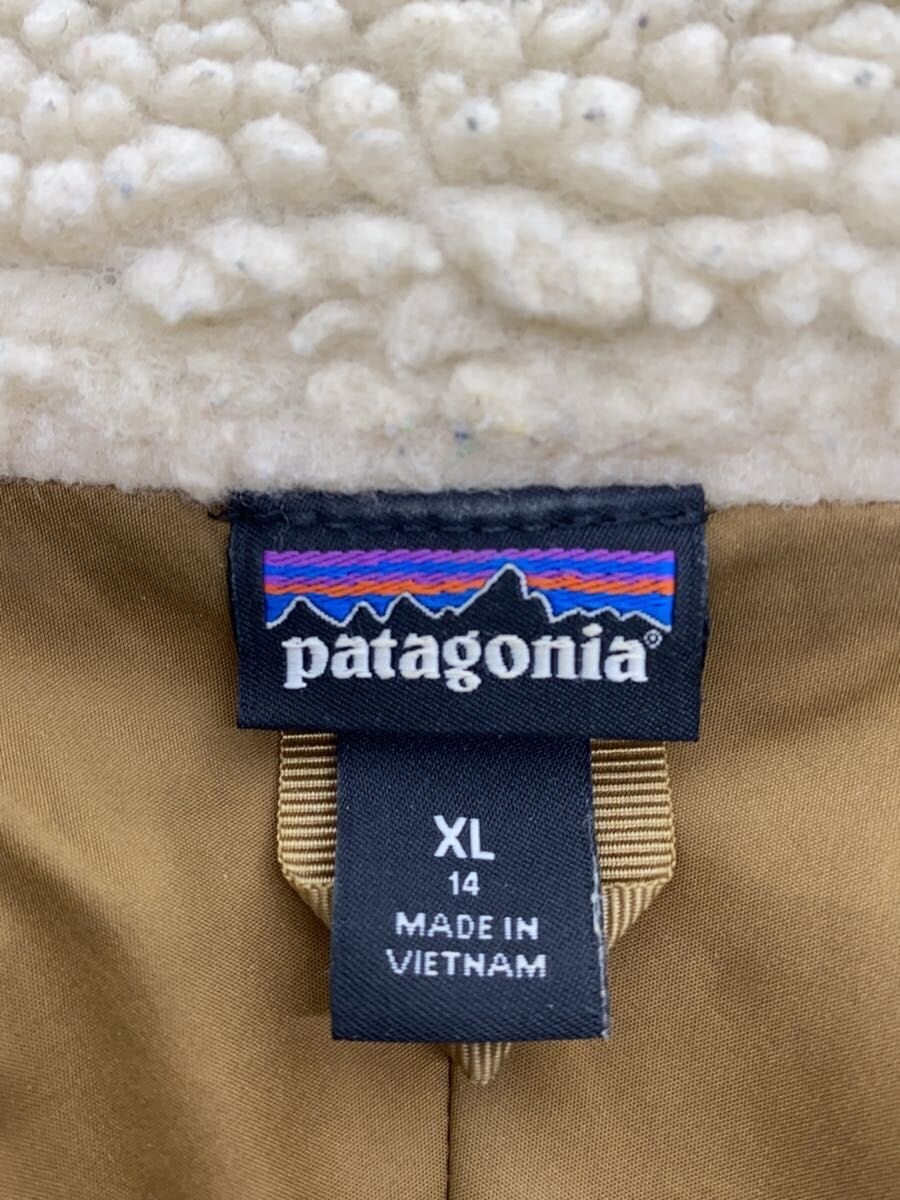 patagonia®
XL
14
MADE IN
VIETNAM